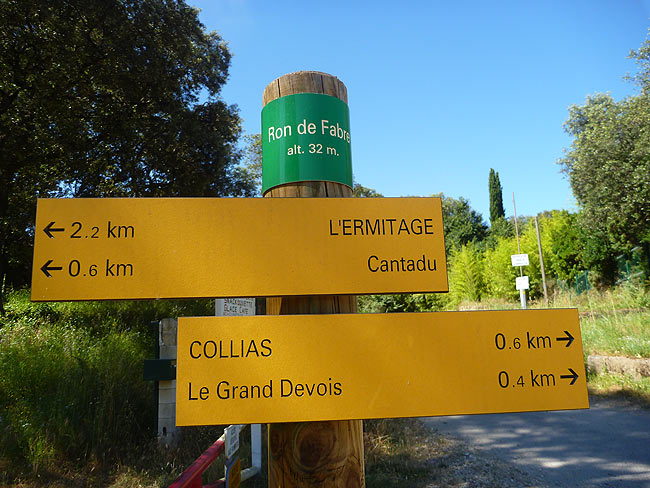 Ron de Fabre
alt. 32 m.
← 2.2 km L'ERMITAGE
← 0.6 km Cantadu
COLLIAS 0.6 km →
Le Grand Devois 0.4 km →